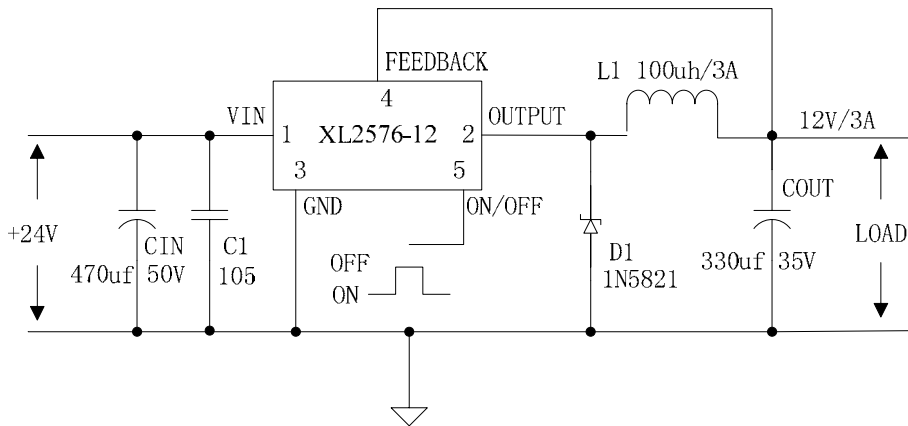 FEEDBACK
L1 100uh/3A
4
VIN
OUTPUT
1
XL2576-12
2
12V/3A
3
5
GND
ON/OFF
COUT
+24V
CIN
C1
LOAD
470uf 50V
105
OFF
ON
D1
1N5821
330uf 35V